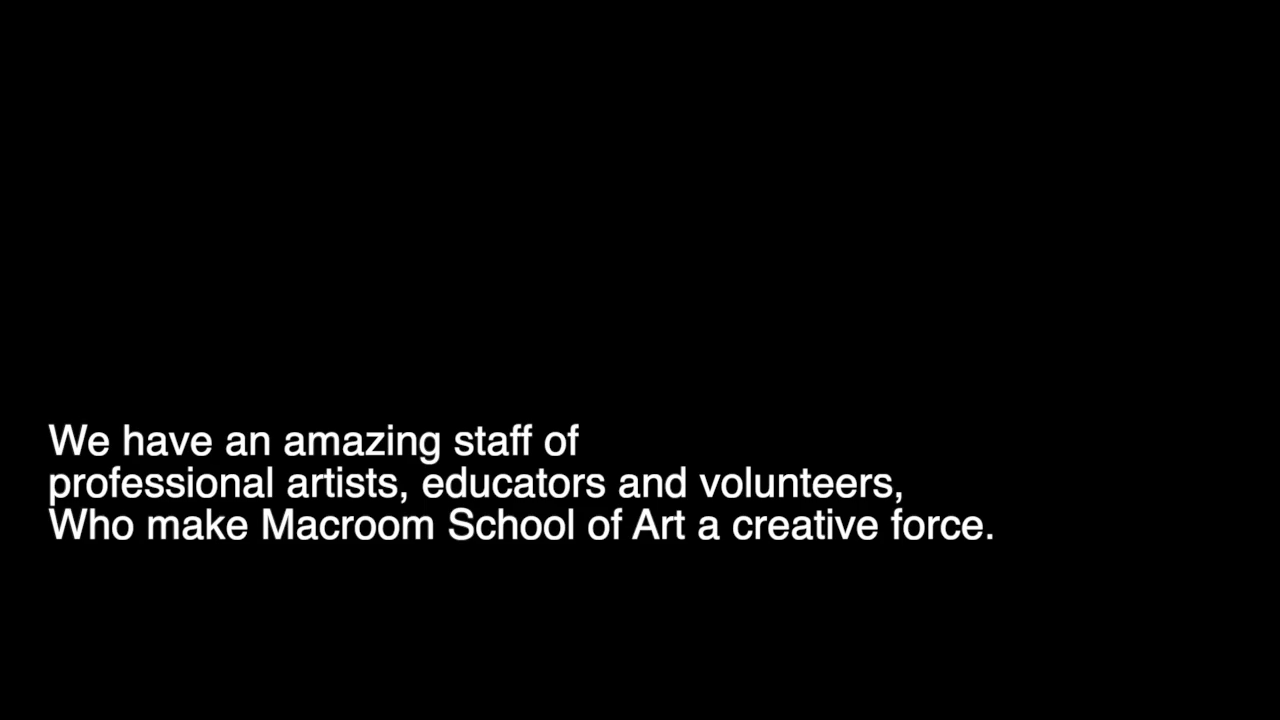 We have an amazing staff of
professional artists, educators and volunteers,
Who make Macroom School of Art a creative force.